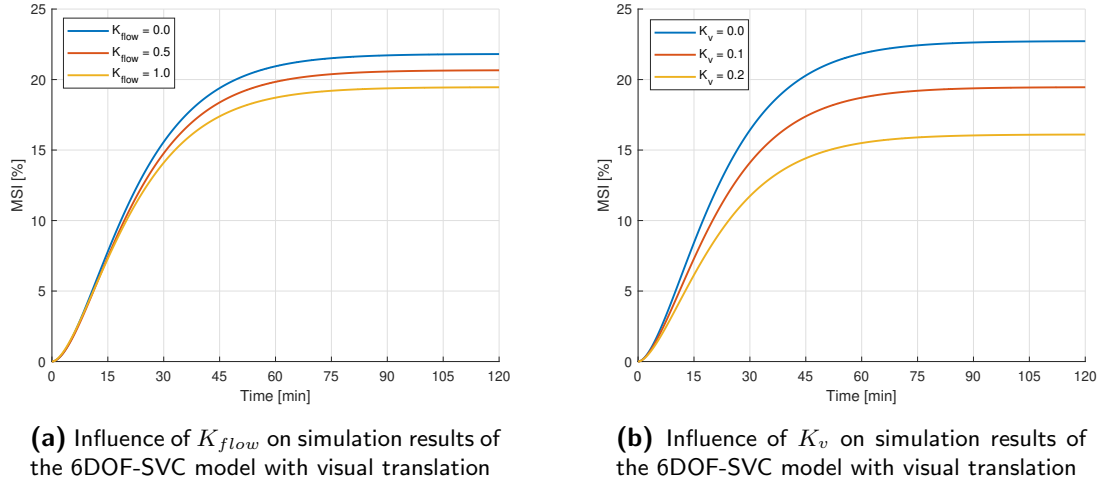 25
20
15
10
5
0
MSI [%]
K_flow = 0.0
K_flow = 0.5
K_flow = 1.0
0 15 30 45 60 75 90 105 120
Time [min]
(a) Influence of K_flow on simulation results of
the 6DOF-SVC model with visual translation
25
20
15
10
5
0
MSI [%]
K_v = 0.0
K_v = 0.1
K_v = 0.2
0 15 30 45 60 75 90 105 120
Time [min]
(b) Influence of K_v on simulation results of
the 6DOF-SVC model with visual translation